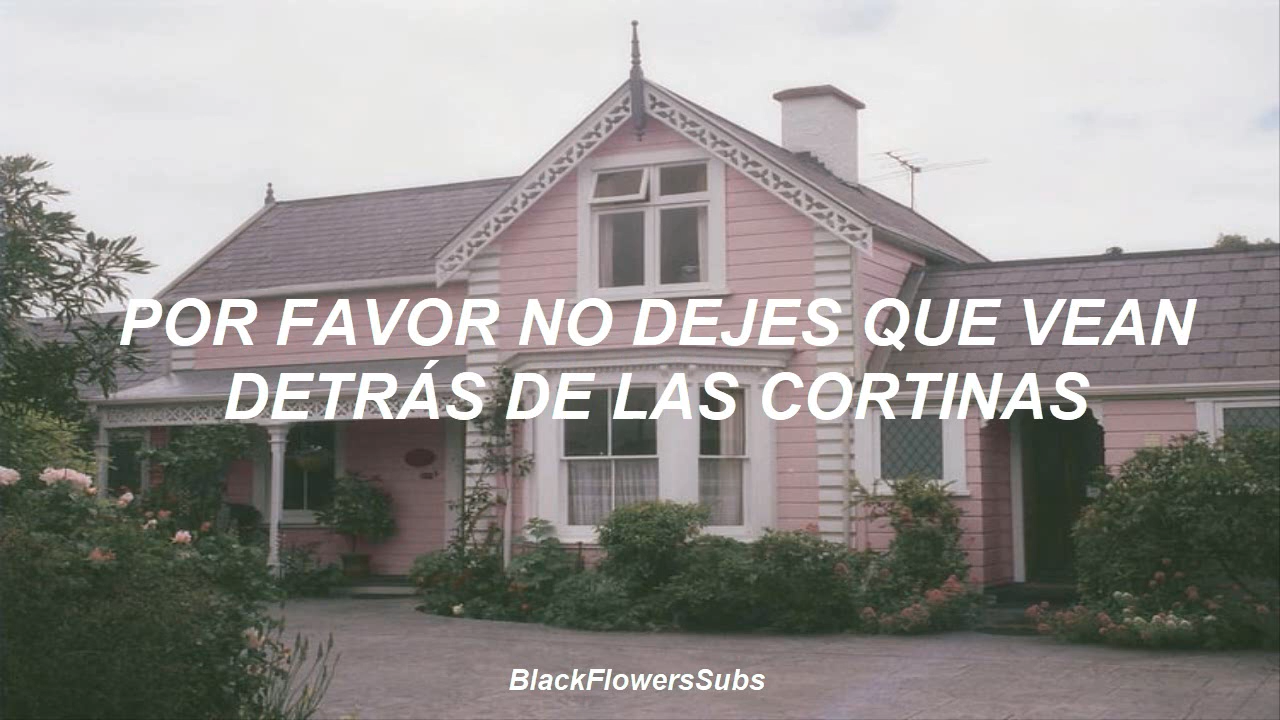 POR FAVOR NO DEJES QUE VEAN
DETRÁS DE LAS CORTINAS
BlackFlowersSubs